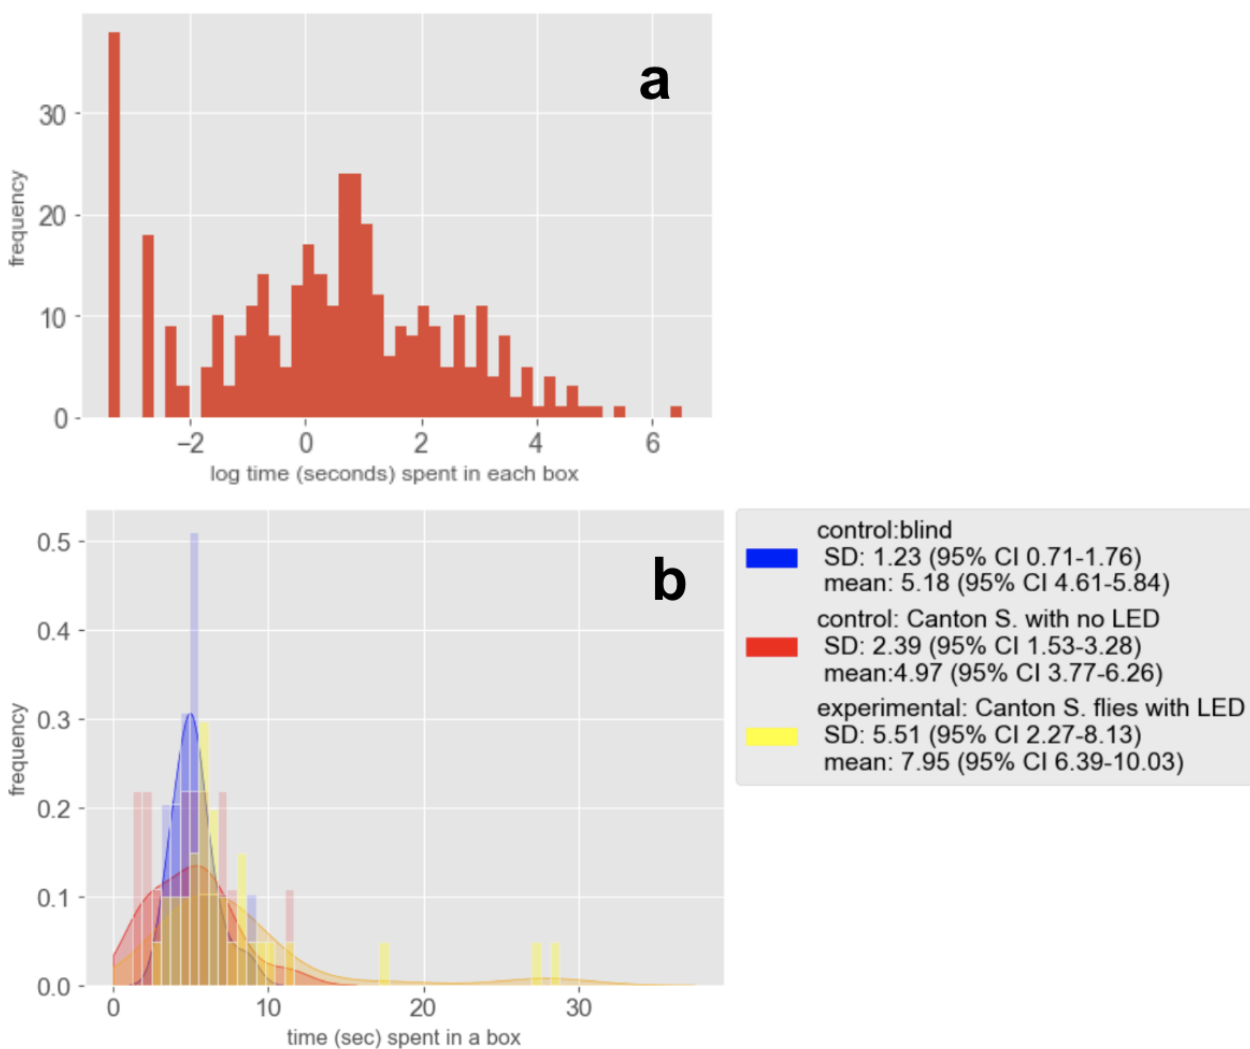 a
30
20
10
0
frequency
−2 0 2 4 6
log time (seconds) spent in each box
b
0.5
0.4
0.3
0.2
0.1
0.0
frequency
0 10 20 30
time (sec) spent in a box
control:blind
SD: 1.23 (95% CI 0.71-1.76)
mean: 5.18 (95% CI 4.61-5.84)
control: Canton S. with no LED
SD: 2.39 (95% CI 1.53-3.28)
mean:4.97 (95% CI 3.77-6.26)
experimental: Canton S. flies with LED
SD: 5.51 (95% CI 2.27-8.13)
mean: 7.95 (95% CI 6.39-10.03)